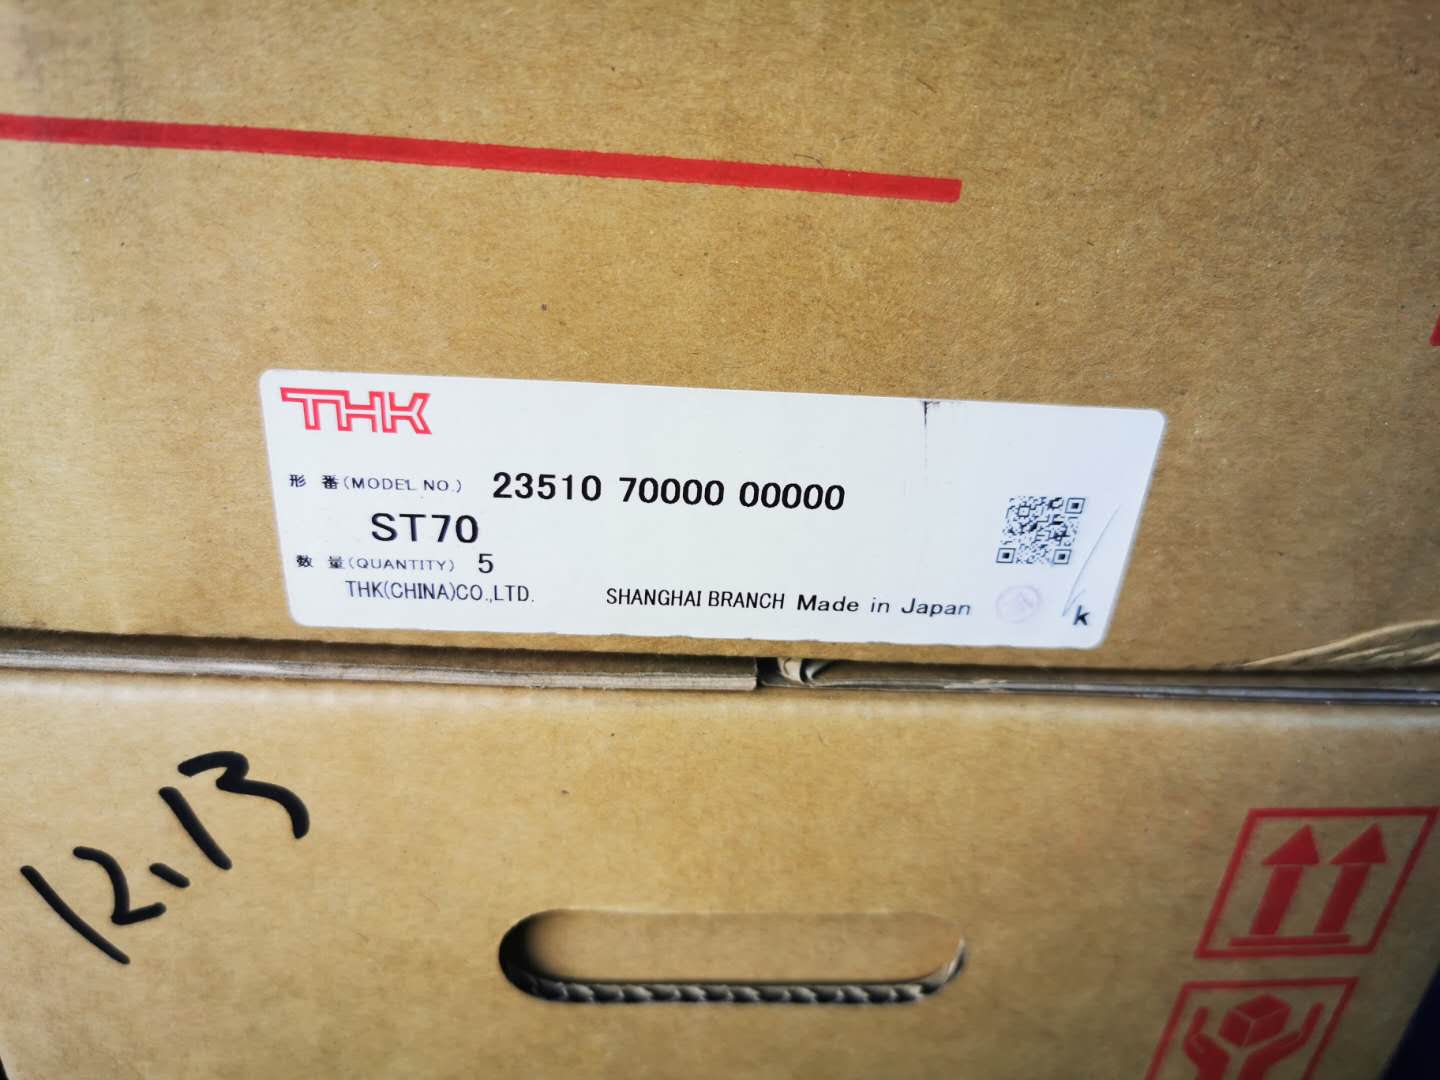 THK
形 番(MODEL NO.) 23510 70000 00000
ST70
数 量(QUANTITY) 5
THK(CHINA)CO.,LTD. SHANGHAI BRANCH Made in Japan
k
12.13